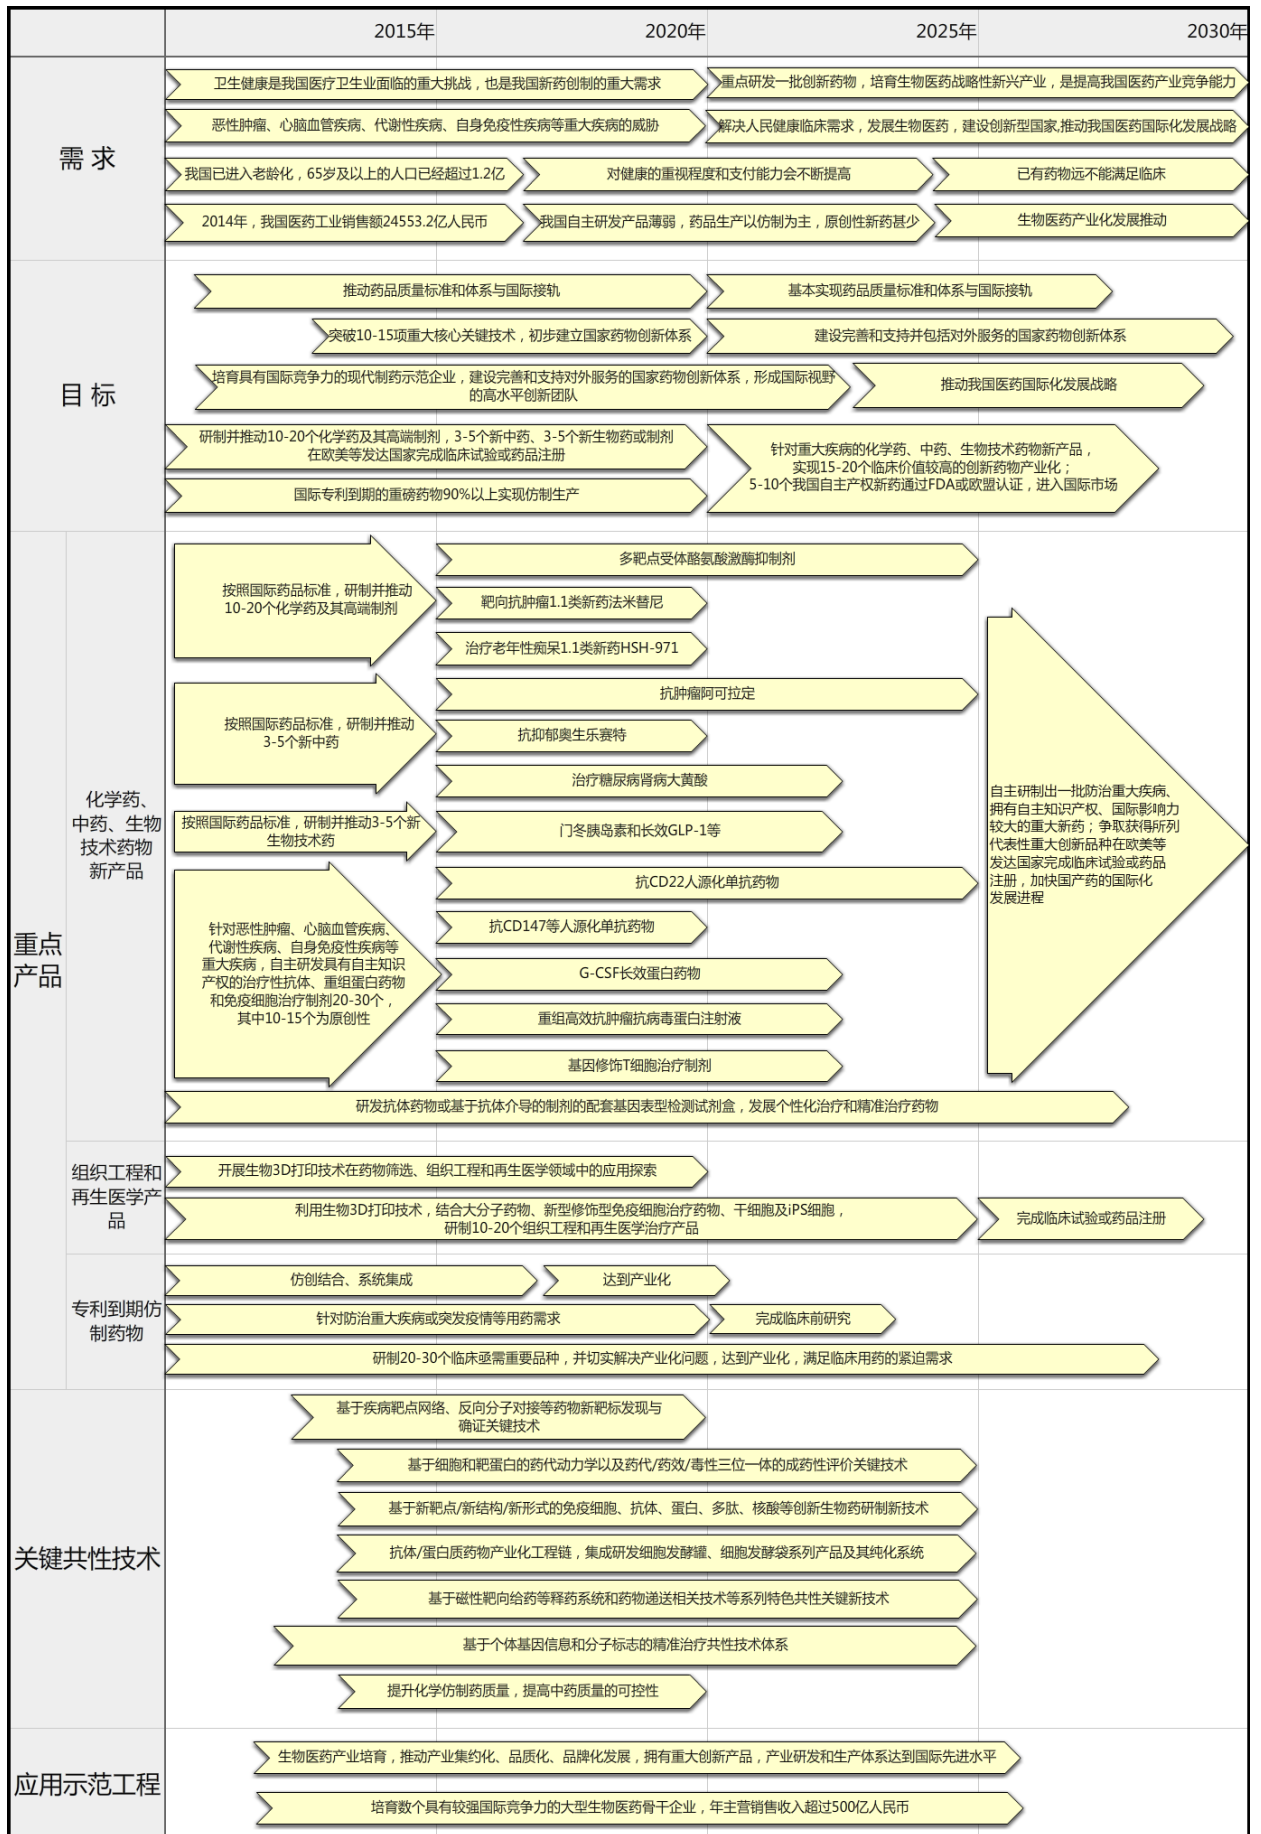 2015年
2020年
2025年
2030年
需 求
卫生健康是我国医疗卫生业面临的重大挑战，也是我国新药创制的重大需求
重点研发一批创新药物，培育生物医药战略性新兴产业，是提高我国医药产业竞争能力
恶性肿瘤、心脑血管疾病、代谢性疾病、自身免疫性疾病等重大疾病的威胁
解决人民健康临床需求，发展生物医药，建设创新型国家,推动我国医药国际化发展战略
我国已进入老龄化，65岁及以上的人口已经超过1.2亿
对健康的重视程度和支付能力会不断提高
已有药物远不能满足临床
2014年，我国医药工业销售额24553.2亿人民币
我国自主研发产品薄弱，药品生产以仿制为主，原创性新药甚少
生物医药产业化发展推动
目 标
推动药品质量标准和体系与国际接轨
基本实现药品质量标准和体系与国际接轨
突破10-15项重大核心关键技术，初步建立国家药物创新体系
建设完善和支持并包括对外服务的国家药物创新体系
培育具有国际竞争力的现代制药示范企业，建设完善和支持对外服务的国家药物创新体系，形成国际视野
的高水平创新团队
推动我国医药国际化发展战略
研制并推动10-20个化学药及其高端制剂，3-5个新中药、3-5个新生物药或制剂
在欧美等发达国家完成临床试验或药品注册
国际专利到期的重磅药物90%以上实现仿制生产
针对重大疾病的化学药、中药、生物技术药物新产品，
实现15-20个临床价值较高的创新药物产业化；
5-10个我国自主产权新药通过FDA或欧盟认证，进入国际市场
重点
产品
化学药、
中药、生物
技术药物
新产品
按照国际药品标准，研制并推动
10-20个化学药及其高端制剂
多靶点受体酪氨酸激酶抑制剂
靶向抗肿瘤1.1类新药法米替尼
治疗老年性痴呆1.1类新药HSH-971
按照国际药品标准，研制并推动
3-5个新中药
抗肿瘤阿可拉定
抗抑郁奥生乐赛特
治疗糖尿病肾病大黄酸
按照国际药品标准，研制并推动3-5个新
生物技术药
门冬胰岛素和长效GLP-1等
针对恶性肿瘤、心脑血管疾病、
代谢性疾病、自身免疫性疾病等
重大疾病，自主研发具有自主知识
产权的治疗性抗体、重组蛋白药物
和免疫细胞治疗制剂20-30个，
其中10-15个为原创性
抗CD22人源化单抗药物
抗CD147等人源化单抗药物
G-CSF长效蛋白药物
重组高效抗肿瘤抗病毒蛋白注射液
基因修饰T细胞治疗制剂
自主研制出一批防治重大疾病、
拥有自主知识产权、国际影响力
较大的重大新药；争取获得所列
代表性重大创新品种在欧美等
发达国家完成临床试验或药品
注册，加快国产药的国际化
发展进程
研发抗体药物或基于抗体介导的制剂的配套基因表型检测试剂盒，发展个性化治疗和精准治疗药物
组织工程和
再生医学产
品
开展生物3D打印技术在药物筛选、组织工程和再生医学领域中的应用探索
利用生物3D打印技术，结合大分子药物、新型修饰型免疫细胞治疗药物、干细胞及iPS细胞，
研制10-20个组织工程和再生医学治疗产品
完成临床试验或药品注册
专利到期仿
制药物
仿创结合、系统集成
达到产业化
针对防治重大疾病或突发疫情等用药需求
完成临床前研究
研制20-30个临床亟需重要品种，并切实解决产业化问题，达到产业化，满足临床用药的紧迫需求
关键共性技术
基于疾病靶点网络、反向分子对接等药物新靶标发现与
确证关键技术
基于细胞和靶蛋白的药代动力学以及药代/药效/毒性三位一体的成药性评价关键技术
基于新靶点/新结构/新形式的免疫细胞、抗体、蛋白、多肽、核酸等创新生物药研制新技术
抗体/蛋白质药物产业化工程链，集成研发细胞发酵罐、细胞发酵袋系列产品及其纯化系统
基于磁性靶向给药等释药系统和药物递送相关技术等系列特色共性关键新技术
基于个体基因信息和分子标志的精准治疗共性技术体系
提升化学仿制药质量，提高中药质量的可控性
应用示范工程
生物医药产业培育，推动产业集约化、品质化、品牌化发展，拥有重大创新产品，产业研发和生产体系达到国际先进水平
培育数个具有较强国际竞争力的大型生物医药骨干企业，年主营销售收入超过500亿人民币